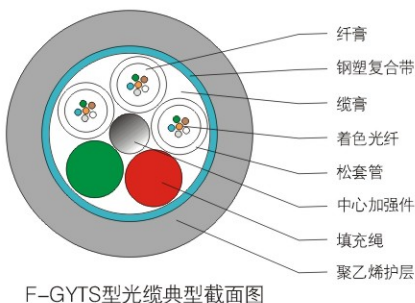 纤膏
钢塑复合带
缆膏
着色光纤
松套管
中心加强件
填充绳
聚乙烯护层
F-GYTS型光缆典型截面图